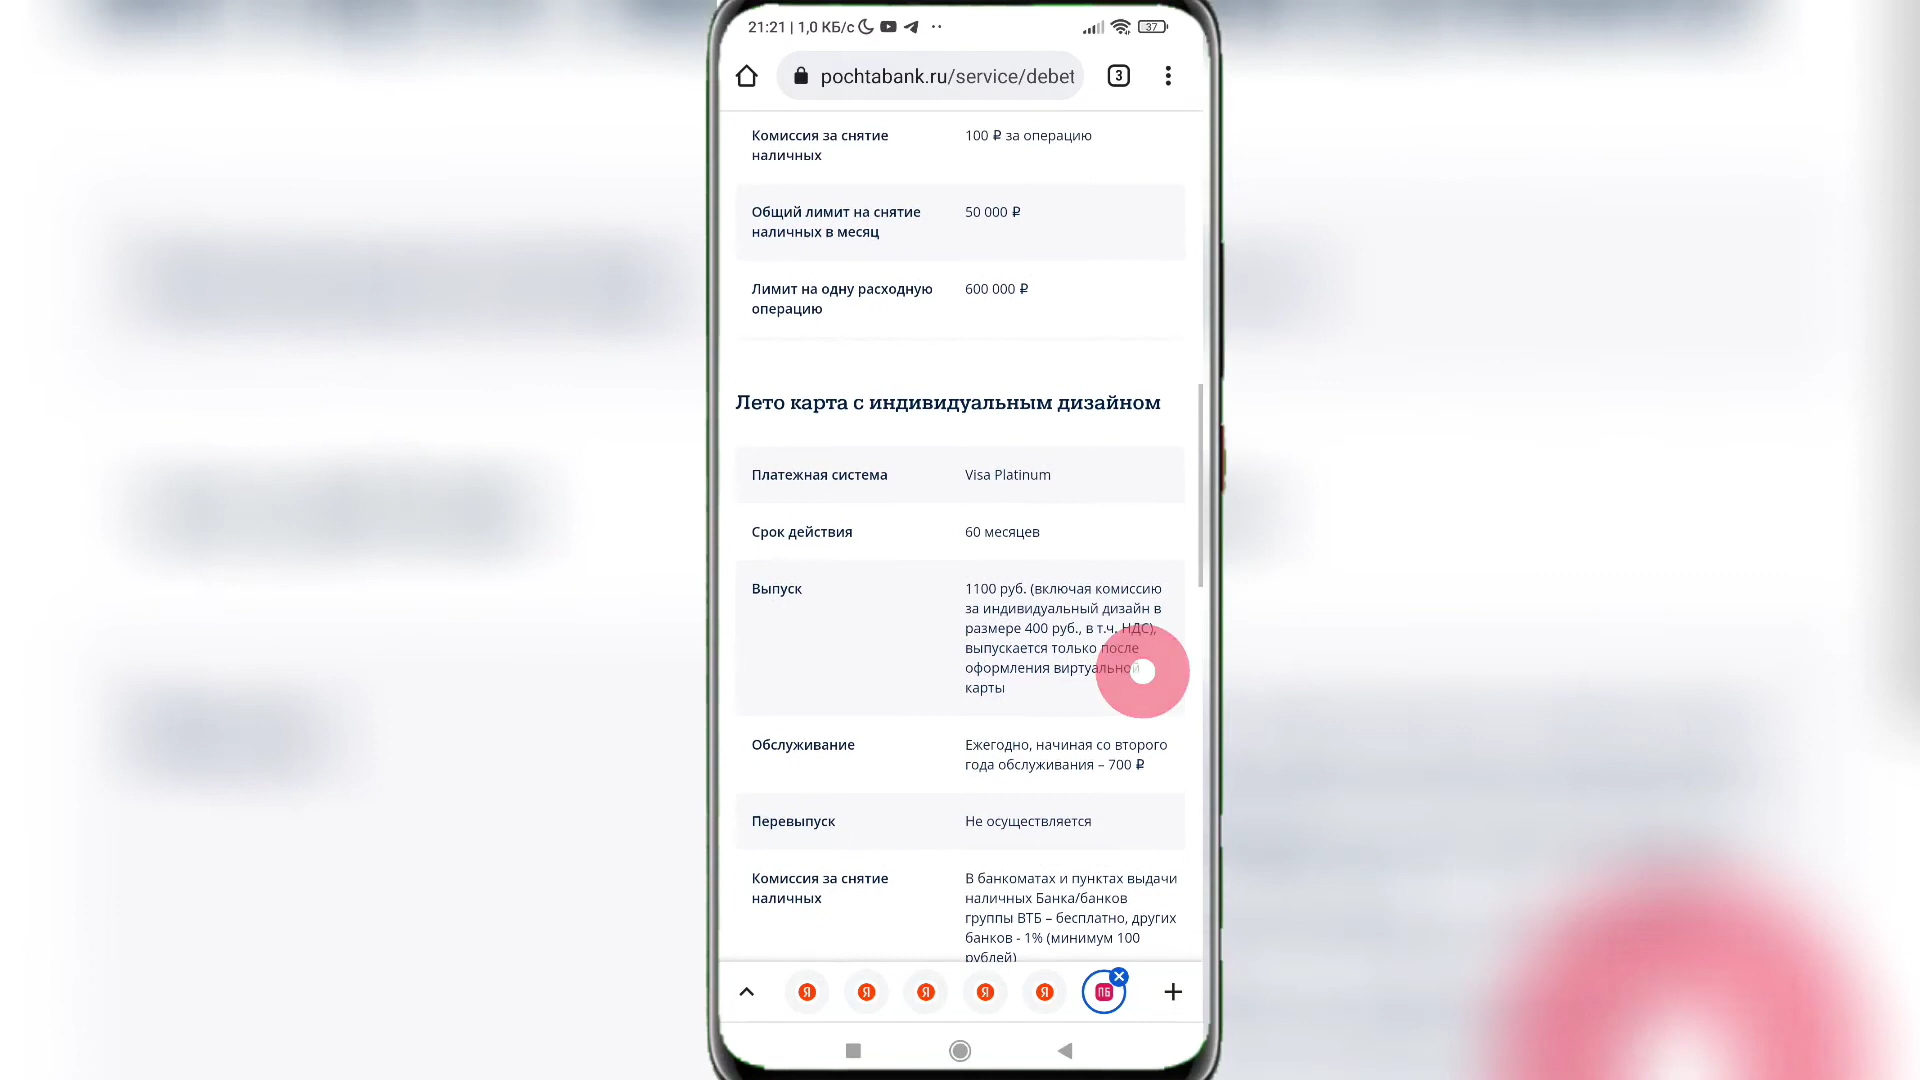 21:21 | 1,0 КБ/с
37
pochtabank.ru/service/debet
3
Комиссия за снятие
наличных
100 ₽ за операцию
Общий лимит на снятие
наличных в месяц
50 000 ₽
Лимит на одну расходную
операцию
600 000 ₽
Лето карта с индивидуальным дизайном
Платежная система
Visa Platinum
Срок действия
60 месяцев
Выпуск
1100 руб. (включая комиссию
за индивидуальный дизайн в
размере 400 руб., в т.ч. НДС),
выпускается только после
оформления виртуальной
карты
Обслуживание
Ежегодно, начиная со второго
года обслуживания – 700 ₽
Перевыпуск
Не осуществляется
Комиссия за снятие
наличных
В банкоматах и пунктах выдачи
наличных Банка/банков
группы ВТБ – бесплатно, других
банков - 1% (минимум 100
рублей)
Я
Я
Я
Я
Я
ПБ